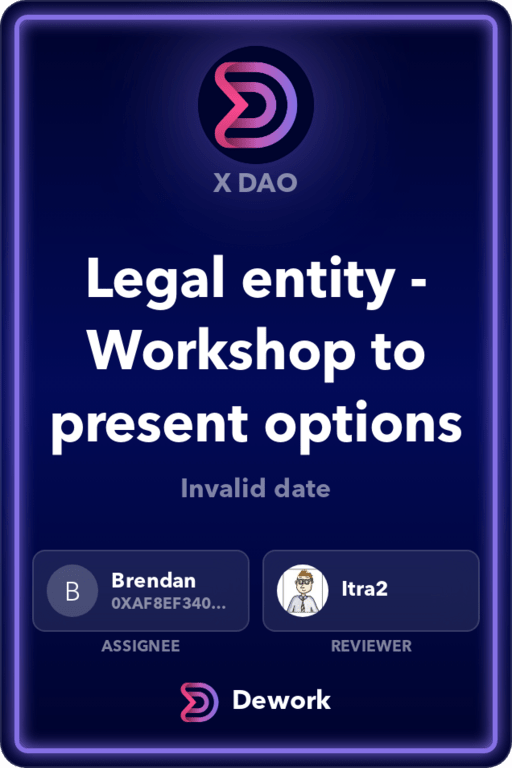 X DAO
Legal entity -
Workshop to
present options
Invalid date
B
Brendan
0XAF8EF340...
ASSIGNEE
Itra2
REVIEWER
Dework